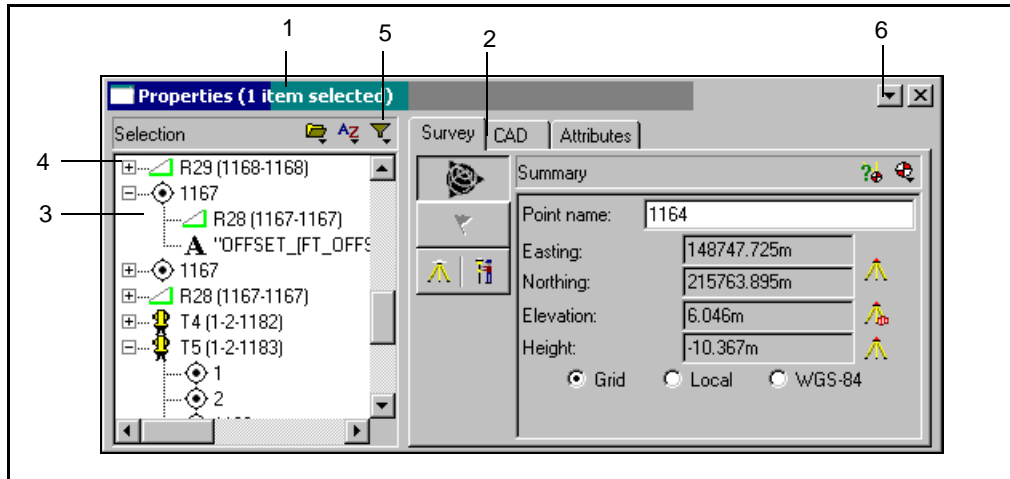 1 5 2 6
Properties (1 item selected)
Selection AZ Survey CAD Attributes
4
3
R29 (1168-1168)
1167
R28 (1167-1167)
A "OFFSET_[FT_OFFS
1167
R28 (1167-1167)
T4 (1-2-1182)
T5 (1-2-1183)
1
2
Summary
Point name: 1164
Easting: 148747.725m
Northing: 215763.895m
Elevation: 6.046m
Height: -10.367m
Grid Local WGS-84